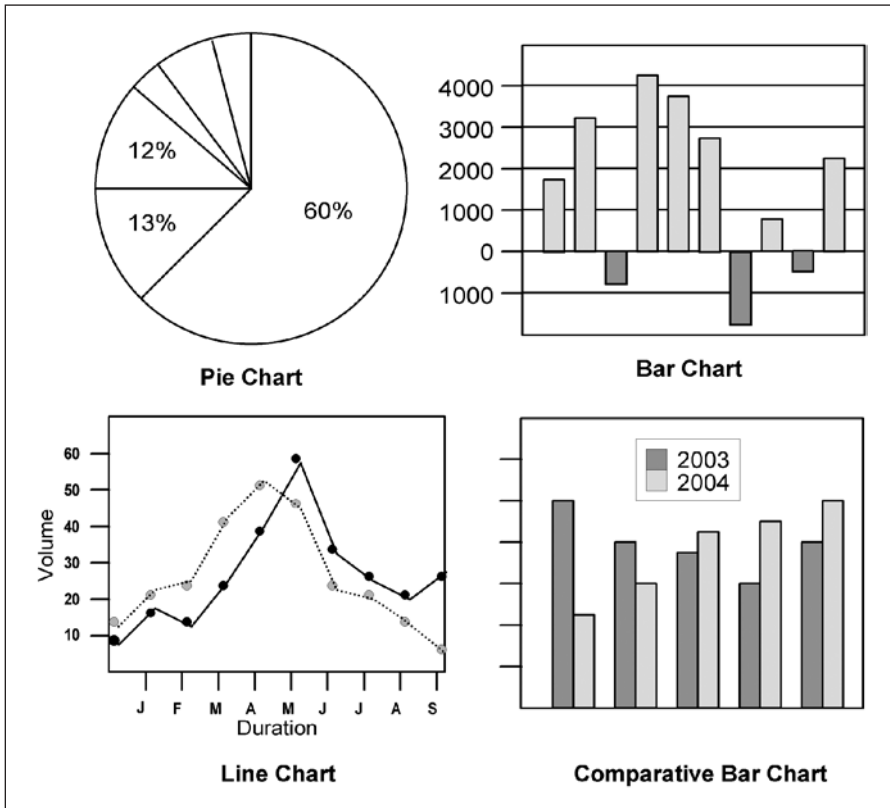 12%
13%
60%
Pie Chart
4000
3000
2000
1000
0
1000
Bar Chart
Volume
60
50
40
30
20
10
J F M A M J J A S
Duration
Line Chart
2003
2004
Comparative Bar Chart